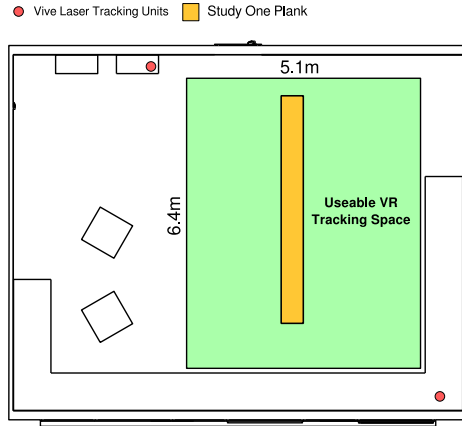 Vive Laser Tracking Units
Study One Plank
5.1m
6.4m
Useable VR
Tracking Space